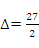 Δ = 27/2